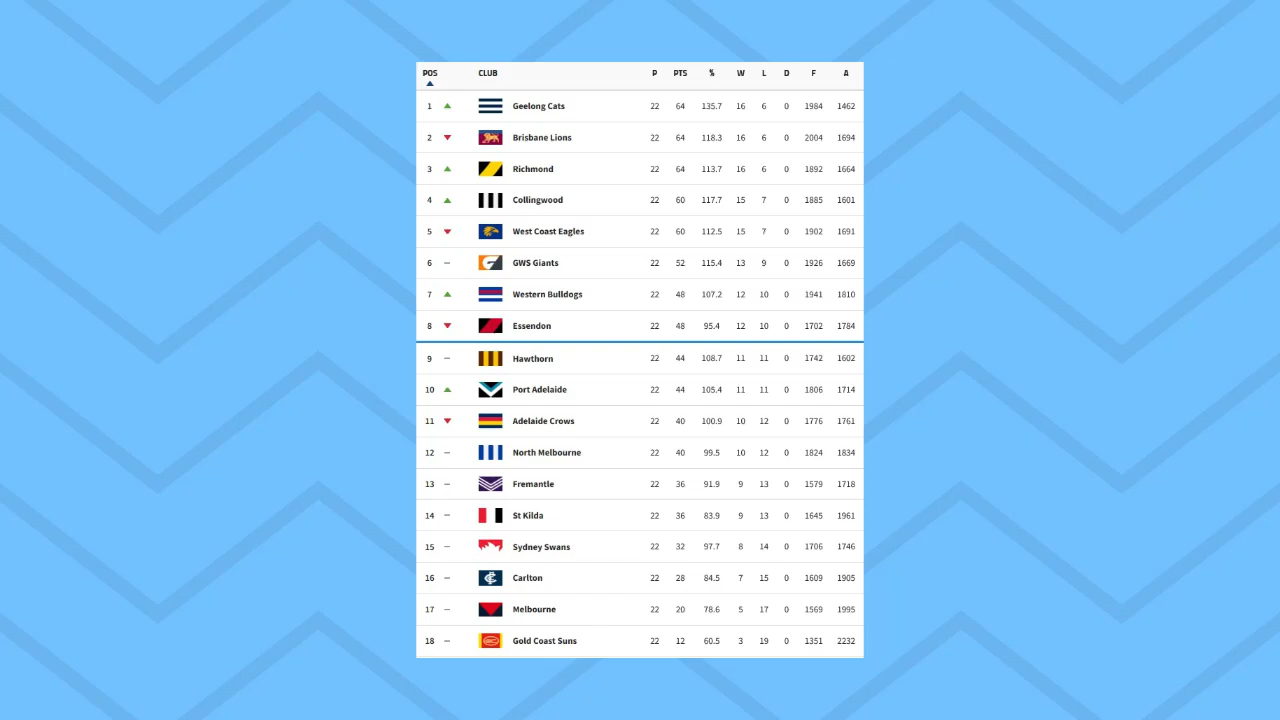 POS CLUB P PTS % W L D F A
1 Geelong Cats 22 64 135.7 16 6 0 1984 1462
2 Brisbane Lions 22 64 118.3 16 6 0 2004 1694
3 Richmond 22 64 113.7 16 6 0 1892 1664
4 Collingwood 22 60 117.7 15 7 0 1885 1601
5 West Coast Eagles 22 60 112.5 15 7 0 1902 1691
6 – GWS Giants 22 52 115.4 13 9 0 1926 1669
7 Western Bulldogs 22 48 107.2 12 10 0 1941 1810
8 Essendon 22 48 95.4 12 10 0 1702 1784
9 – Hawthorn 22 44 108.7 11 11 0 1742 1602
10 Port Adelaide 22 44 105.4 11 11 0 1806 1714
11 Adelaide Crows 22 40 100.9 10 12 0 1776 1761
12 – North Melbourne 22 40 99.5 10 12 0 1824 1834
13 – Fremantle 22 36 91.9 9 13 0 1579 1718
14 – St Kilda 22 36 83.9 9 13 0 1645 1961
15 – Sydney Swans 22 32 97.7 8 14 0 1706 1746
16 – Carlton 22 28 84.5 7 15 0 1609 1905
17 – Melbourne 22 20 78.6 5 17 0 1569 1995
18 – Gold Coast Suns 22 12 60.5 3 19 0 1351 2232